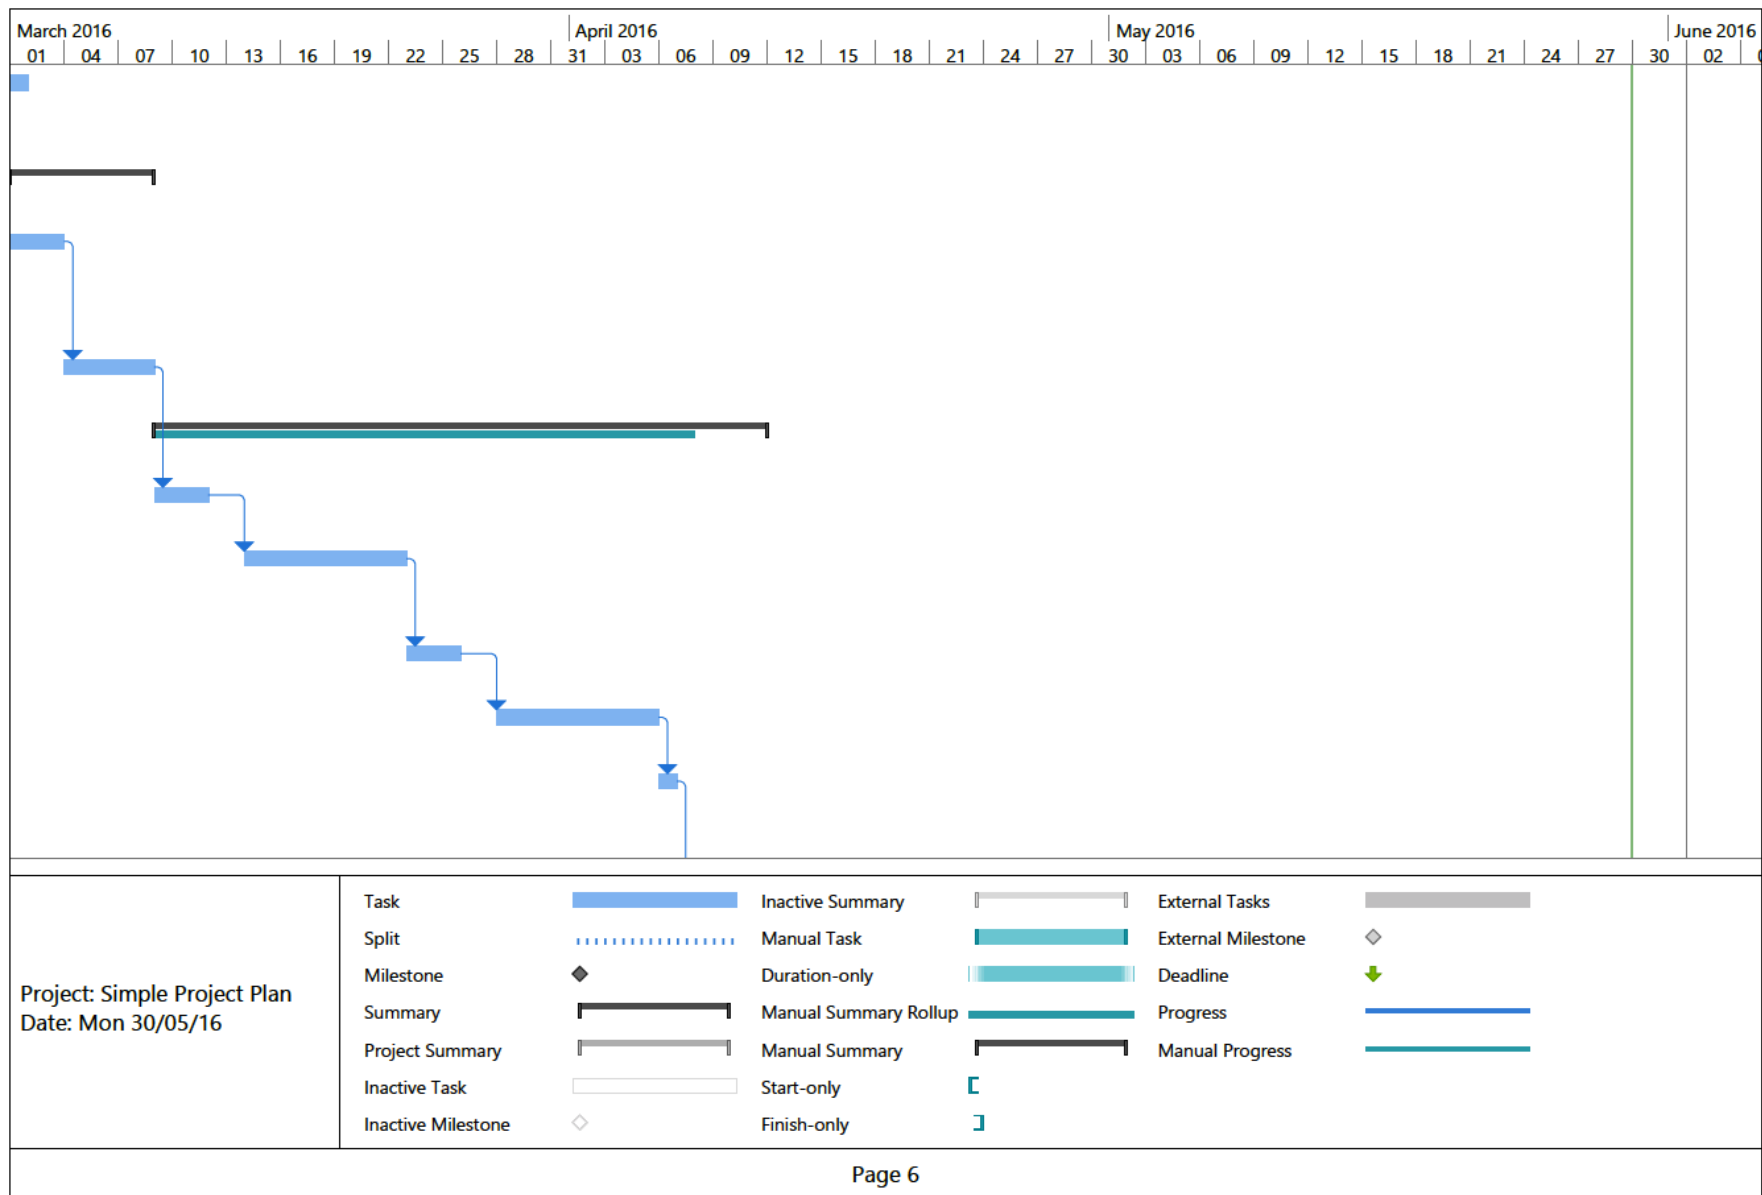 March 2016 April 2016 May 2016 June 2016
01 04 07 10 13 16 19 22 25 28 31 03 06 09 12 15 18 21 24 27 30 03 06 09 12 15 18 21 24 27 30 02
Project: Simple Project Plan
Date: Mon 30/05/16
Task
Split
Milestone
Summary
Project Summary
Inactive Task
Inactive Milestone
Inactive Summary
Manual Task
Duration-only
Manual Summary Rollup
Manual Summary
Start-only
Finish-only
External Tasks
External Milestone
Deadline
Progress
Manual Progress
Page 6